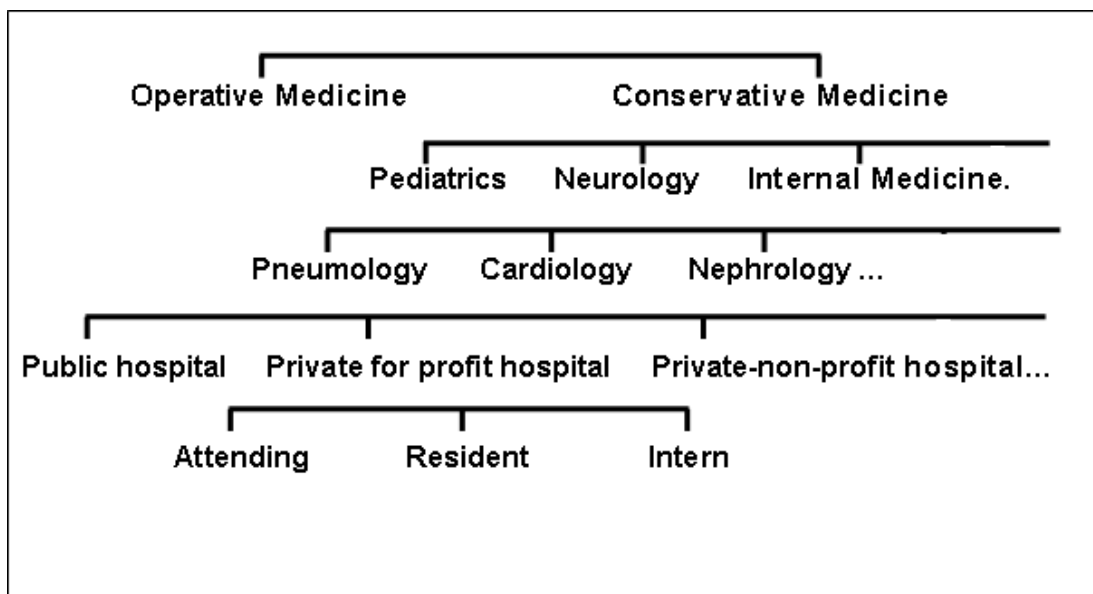 Operative Medicine Conservative Medicine
Pediatrics Neurology Internal Medicine.
Pneumology Cardiology Nephrology ...
Public hospital Private for profit hospital Private-non-profit hospital...
Attending Resident Intern